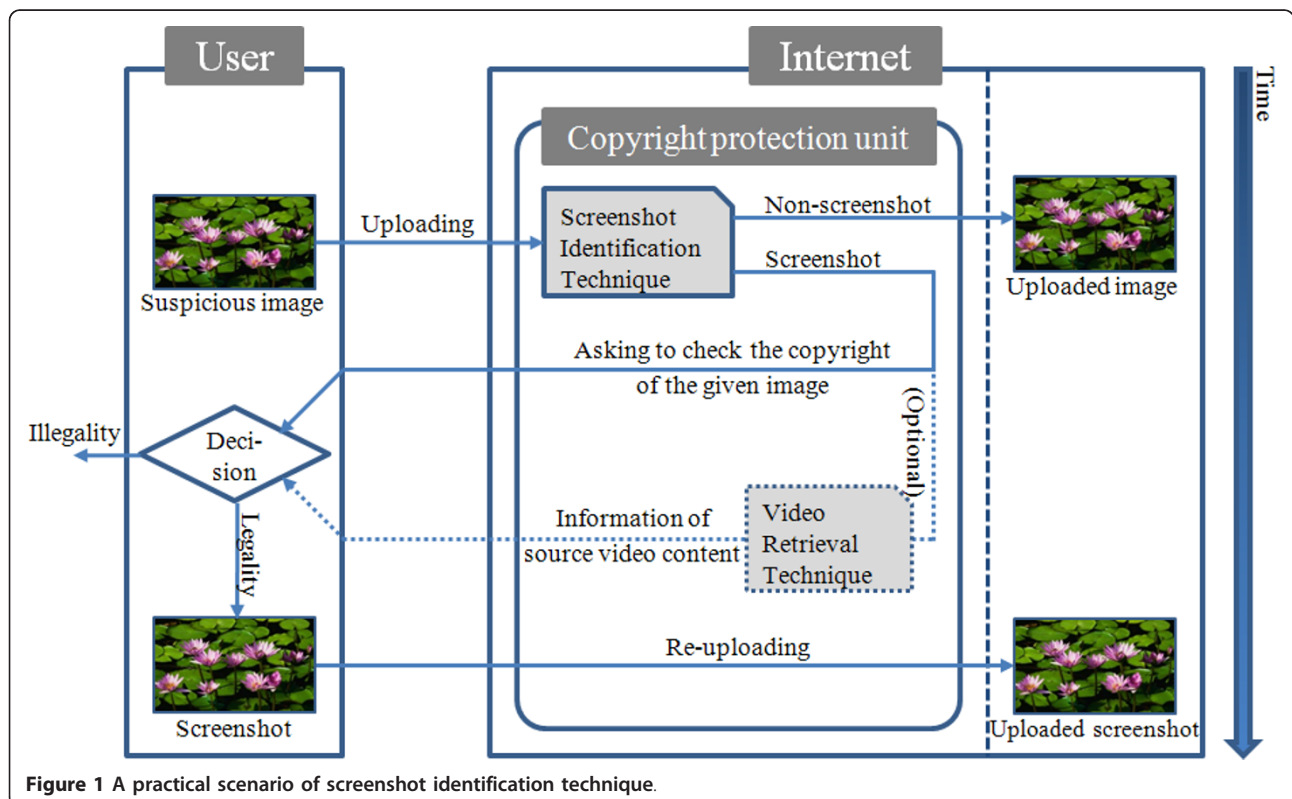 User
Internet
Time
Copyright protection unit
Uploading
Screenshot
Identification
Technique
Non-screenshot
Screenshot
Suspicious image
Uploaded image
Asking to check the copyright
of the given image
(Optional)
Illegality
Deci-
sion
Legality
Information of
source video content
Video
Retrieval
Technique
Re-uploading
Screenshot
Uploaded screenshot
Figure 1 A practical scenario of screenshot identification technique.